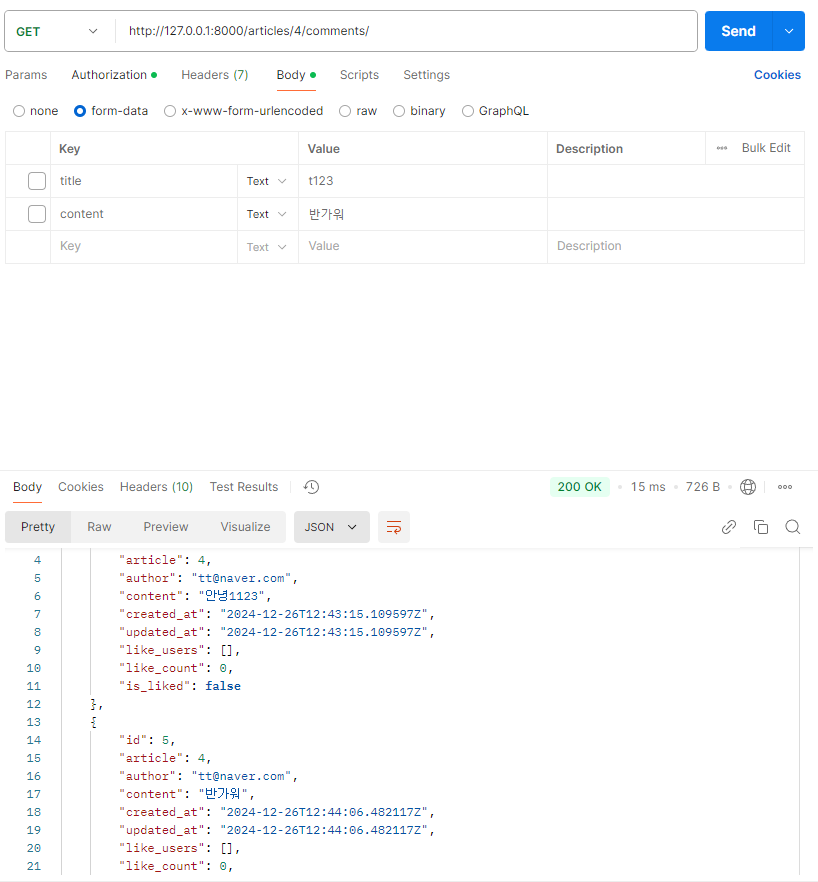 GET http://127.0.0.1:8000/articles/4/comments/ Send
Params Authorization Headers (7) Body Scripts Settings Cookies
none form-data x-www-form-urlencoded raw binary GraphQL
Key Value Description Bulk Edit
title Text t123
content Text 반가워
Key Text Value Description
Body Cookies Headers (10) Test Results 200 OK 15 ms 726 B
Pretty Raw Preview Visualize JSON
4 "article": 4,
5 "author": "tt@naver.com",
6 "content": "안녕1123",
7 "created_at": "2024-12-26T12:43:15.109597Z",
8 "updated_at": "2024-12-26T12:43:15.109597Z",
9 "like_users": [],
10 "like_count": 0,
11 "is_liked": false
12 },
13 {
14 "id": 5,
15 "article": 4,
16 "author": "tt@naver.com",
17 "content": "반가워",
18 "created_at": "2024-12-26T12:44:06.482117Z",
19 "updated_at": "2024-12-26T12:44:06.482117Z",
20 "like_users": [],
21 "like_count": 0,